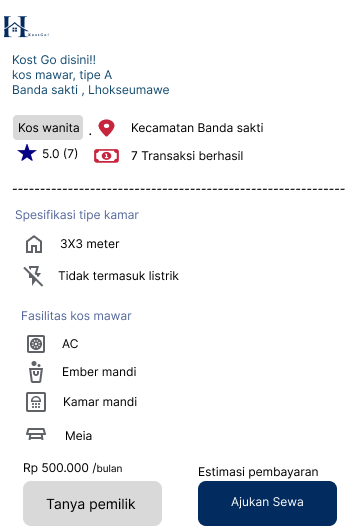 H KostGo!
Kost Go disini!!
kos mawar, tipe A
Banda sakti , Lhokseumawe
Kos wanita . Kecamatan Banda sakti
5.0 (7) 7 Transaksi berhasil
Spesifikasi tipe kamar
3X3 meter
Tidak termasuk listrik
Fasilitas kos mawar
AC
Ember mandi
Kamar mandi
Meia
Rp 500.000 /bulan
Estimasi pembayaran
Tanya pemilik
Ajukan Sewa